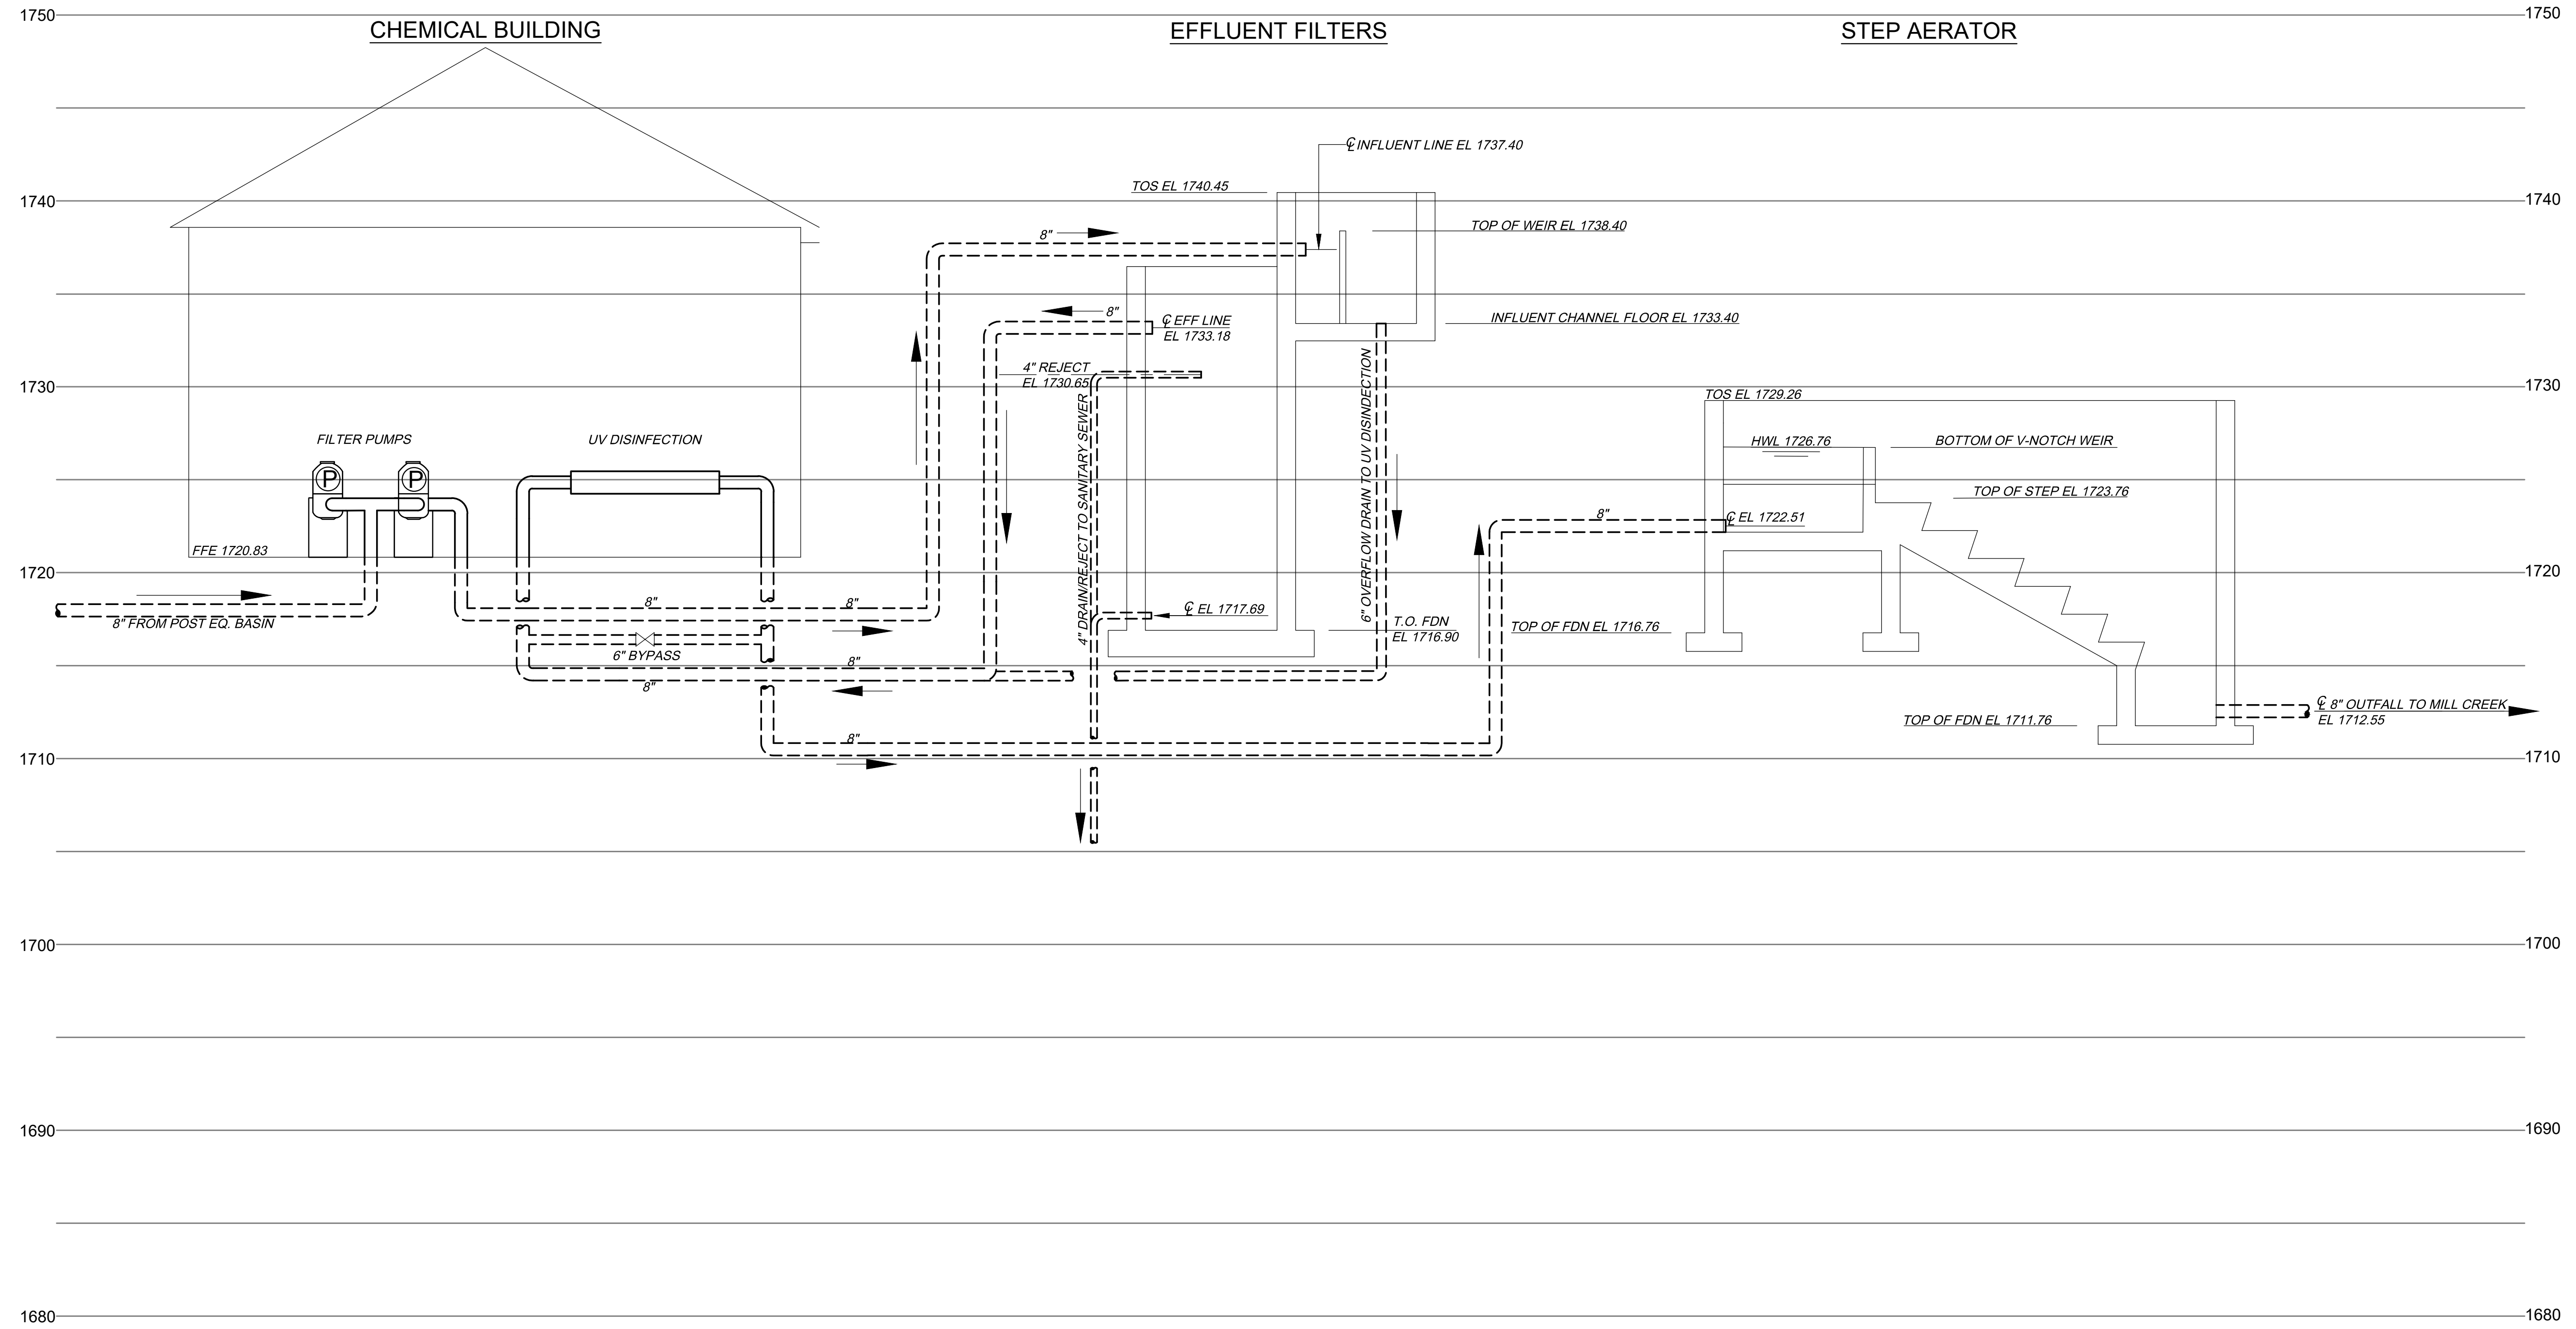 1750
1750
CHEMICAL BUILDING
EFFLUENT FILTERS
STEP AERATOR
℄ INFLUENT LINE EL 1737.40
TOS EL 1740.45
1740
1740
TOP OF WEIR EL 1738.40
8"
8"
℄ EFF LINE
EL 1733.18
INFLUENT CHANNEL FLOOR EL 1733.40
4" REJECT
EL 1730.65
1730
1730
TOS EL 1729.26
4" DRAIN/REJECT TO SANITARY SEWER
6" OVERFLOW DRAIN TO UV DISINDECTION
FILTER PUMPS
UV DISINFECTION
HWL 1726.76
BOTTOM OF V-NOTCH WEIR
P
P
TOP OF STEP EL 1723.76
8"
℄ EL 1722.51
FFE 1720.83
1720
1720
8"
8"
℄ EL 1717.69
8" FROM POST EQ. BASIN
T.O. FDN
EL 1716.90
TOP OF FDN EL 1716.76
6" BYPASS
8"
8"
℄ 8" OUTFALL TO MILL CREEK
EL 1712.55
TOP OF FDN EL 1711.76
8"
1710
1710
1700
1700
1690
1690
1680
1680